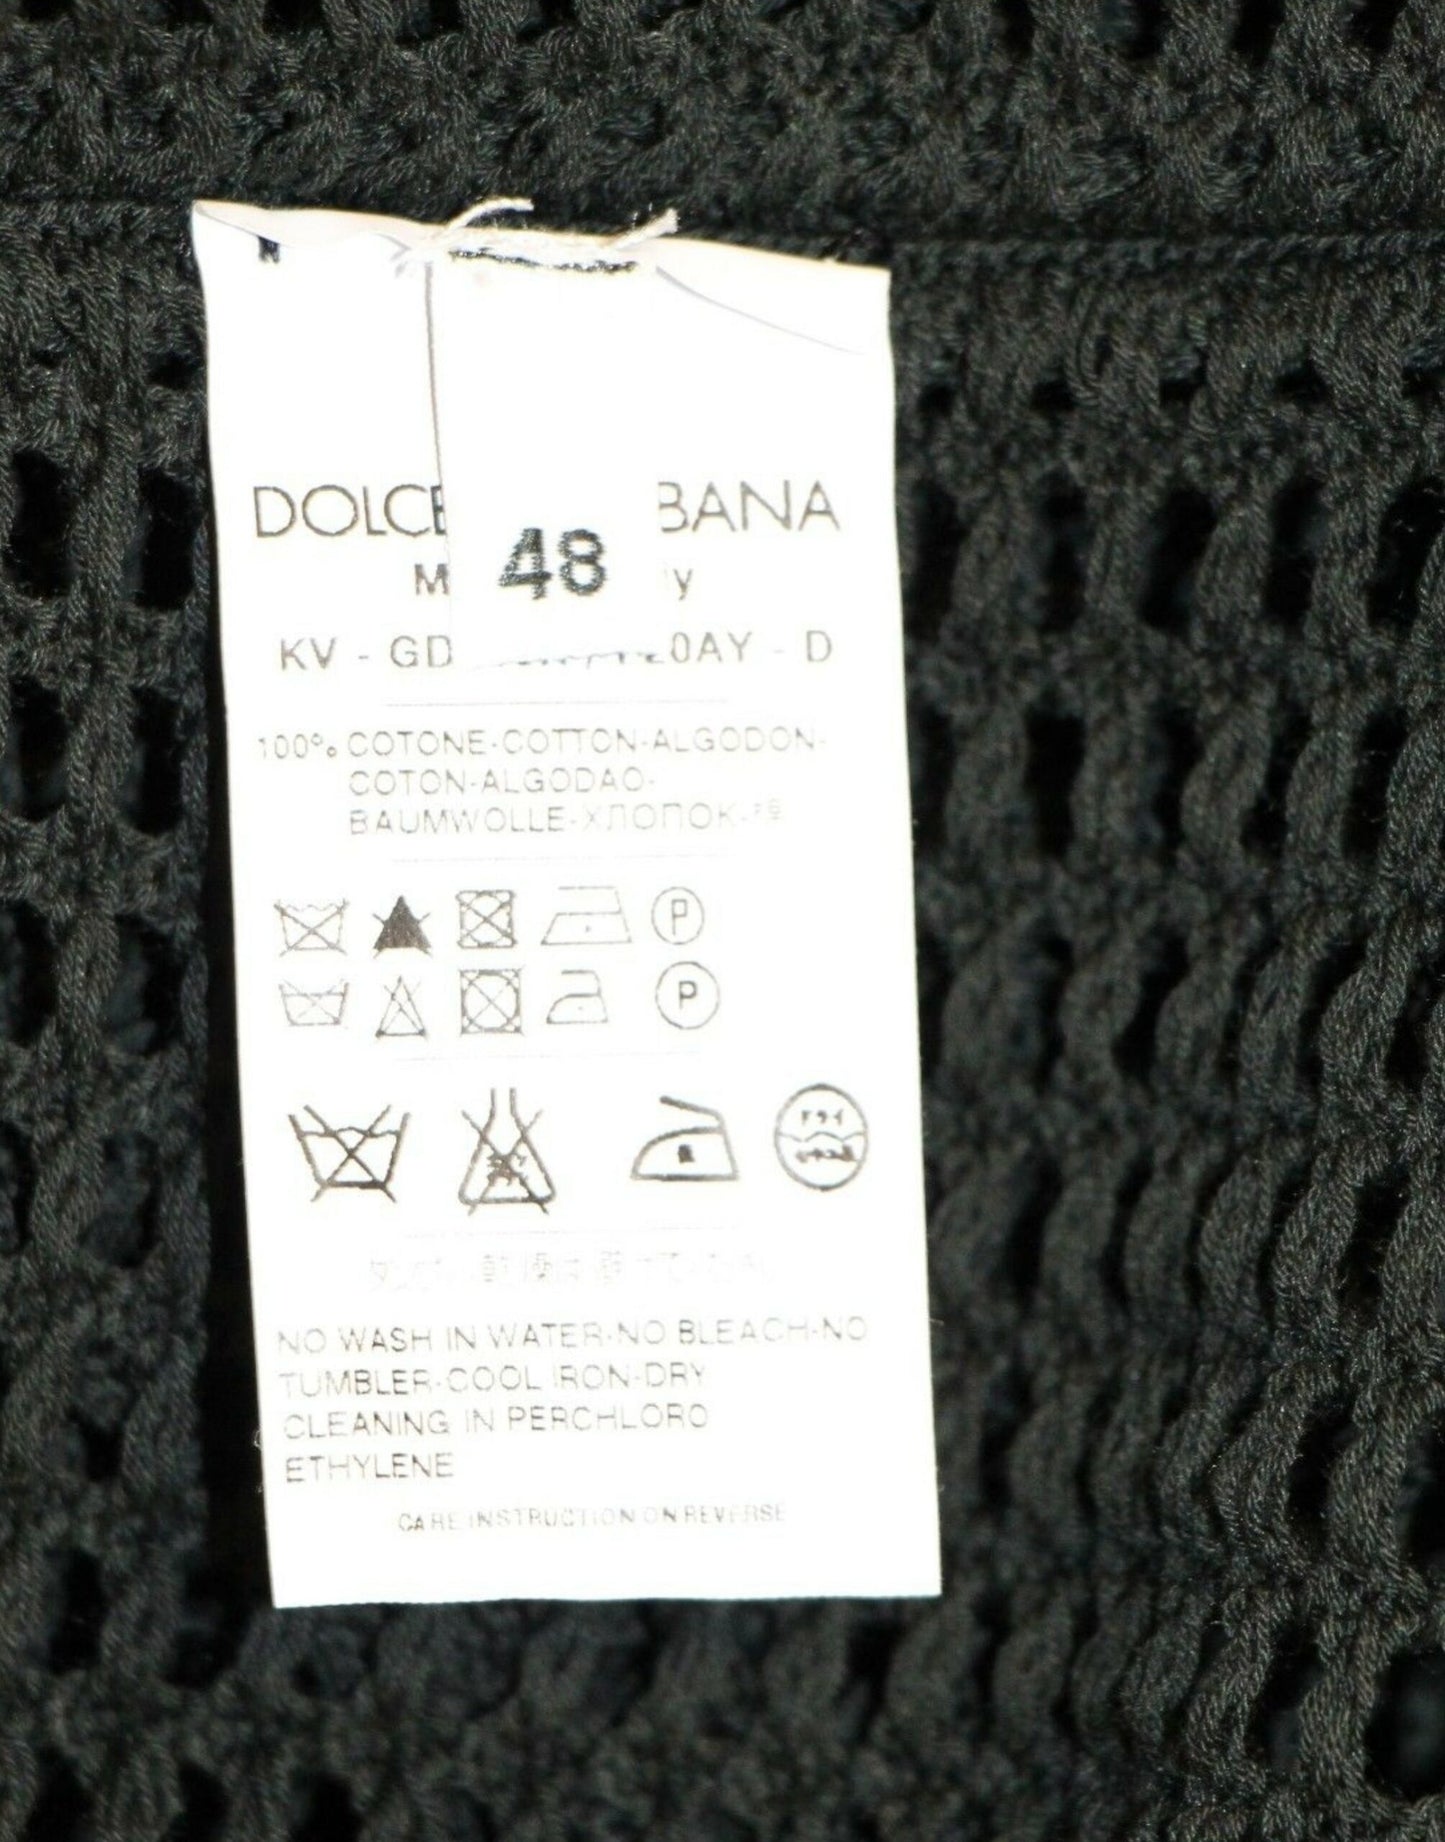 DOLCE BANA
48
KV - GD 0AY - D
100% COTONE-COTTON-ALGODON-
COTON-ALGODAO-
BAUMWOLLE-ХЛОПОК-
P
P
NO WASH IN WATER-NO BLEACH-NO
TUMBLER-COOL IRON-DRY
CLEANING IN PERCHLORO
ETHYLENE
CARE INSTRUCTION ON REVERSE